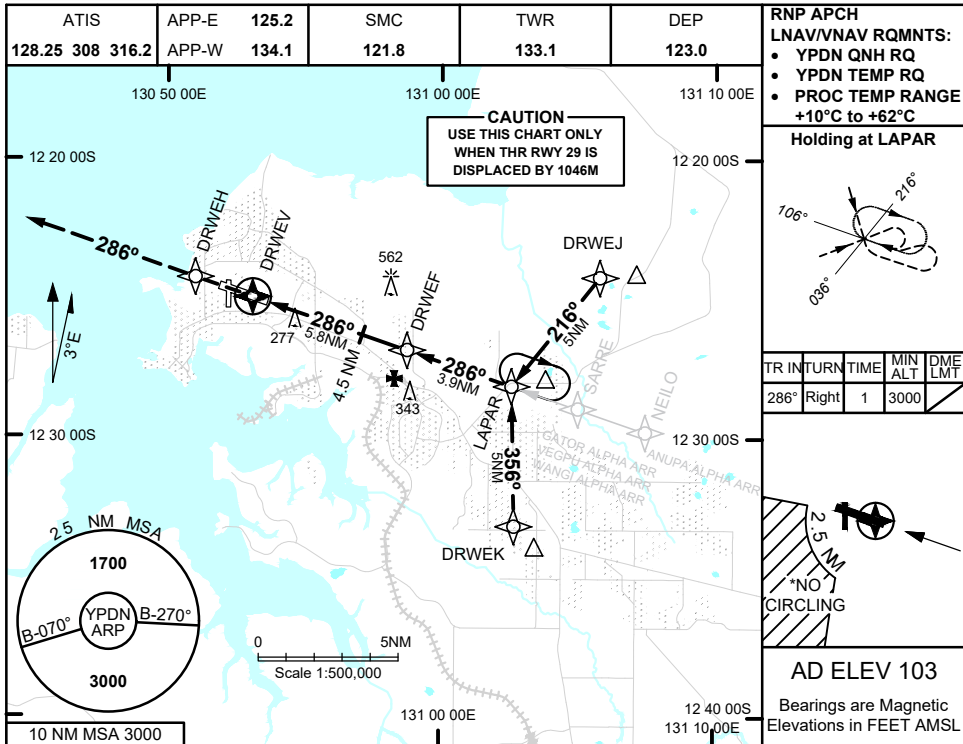 ATIS
128.25 308 316.2
APP-E 125.2
APP-W 134.1
SMC
121.8
TWR
133.1
DEP
123.0
RNP APCH
LNAV/VNAV RQMNTS:
• YPDN QNH RQ
• YPDN TEMP RQ
• PROC TEMP RANGE
+10°C to +62°C
130 50 00E
131 00 00E
131 10 00E
CAUTION
USE THIS CHART ONLY
WHEN THR RWY 29 IS
DISPLACED BY 1046M
12 20 00S
12 20 00S
Holding at LAPAR
216°
106°
036°
DRWEH
DRWEV
286°
562
DRWEF
DRWEJ
3°E
277
286°
5.8NM
4.5 NM
343
286°
3.9NM
216°
5NM
LAPAR
SARRE
NEILO
TR IN TURN TIME MIN ALT DME LMT
286° Right 1 3000
12 30 00S
12 30 00S
356°
5NM
GATOR ALPHA ARR
VEGPU ALPHA ARR
WANGI ALPHA ARR
ANUPA ALPHA ARR
DRWEK
2.5 NM MSA
1700
B-070°
YPDN
ARP
B-270°
3000
10 NM MSA 3000
0 5NM
Scale 1:500,000
2.5 NM
*NO
CIRCLING
131 00 00E
12 40 00S
131 10 00E
AD ELEV 103
Bearings are Magnetic
Elevations in FEET AMSL